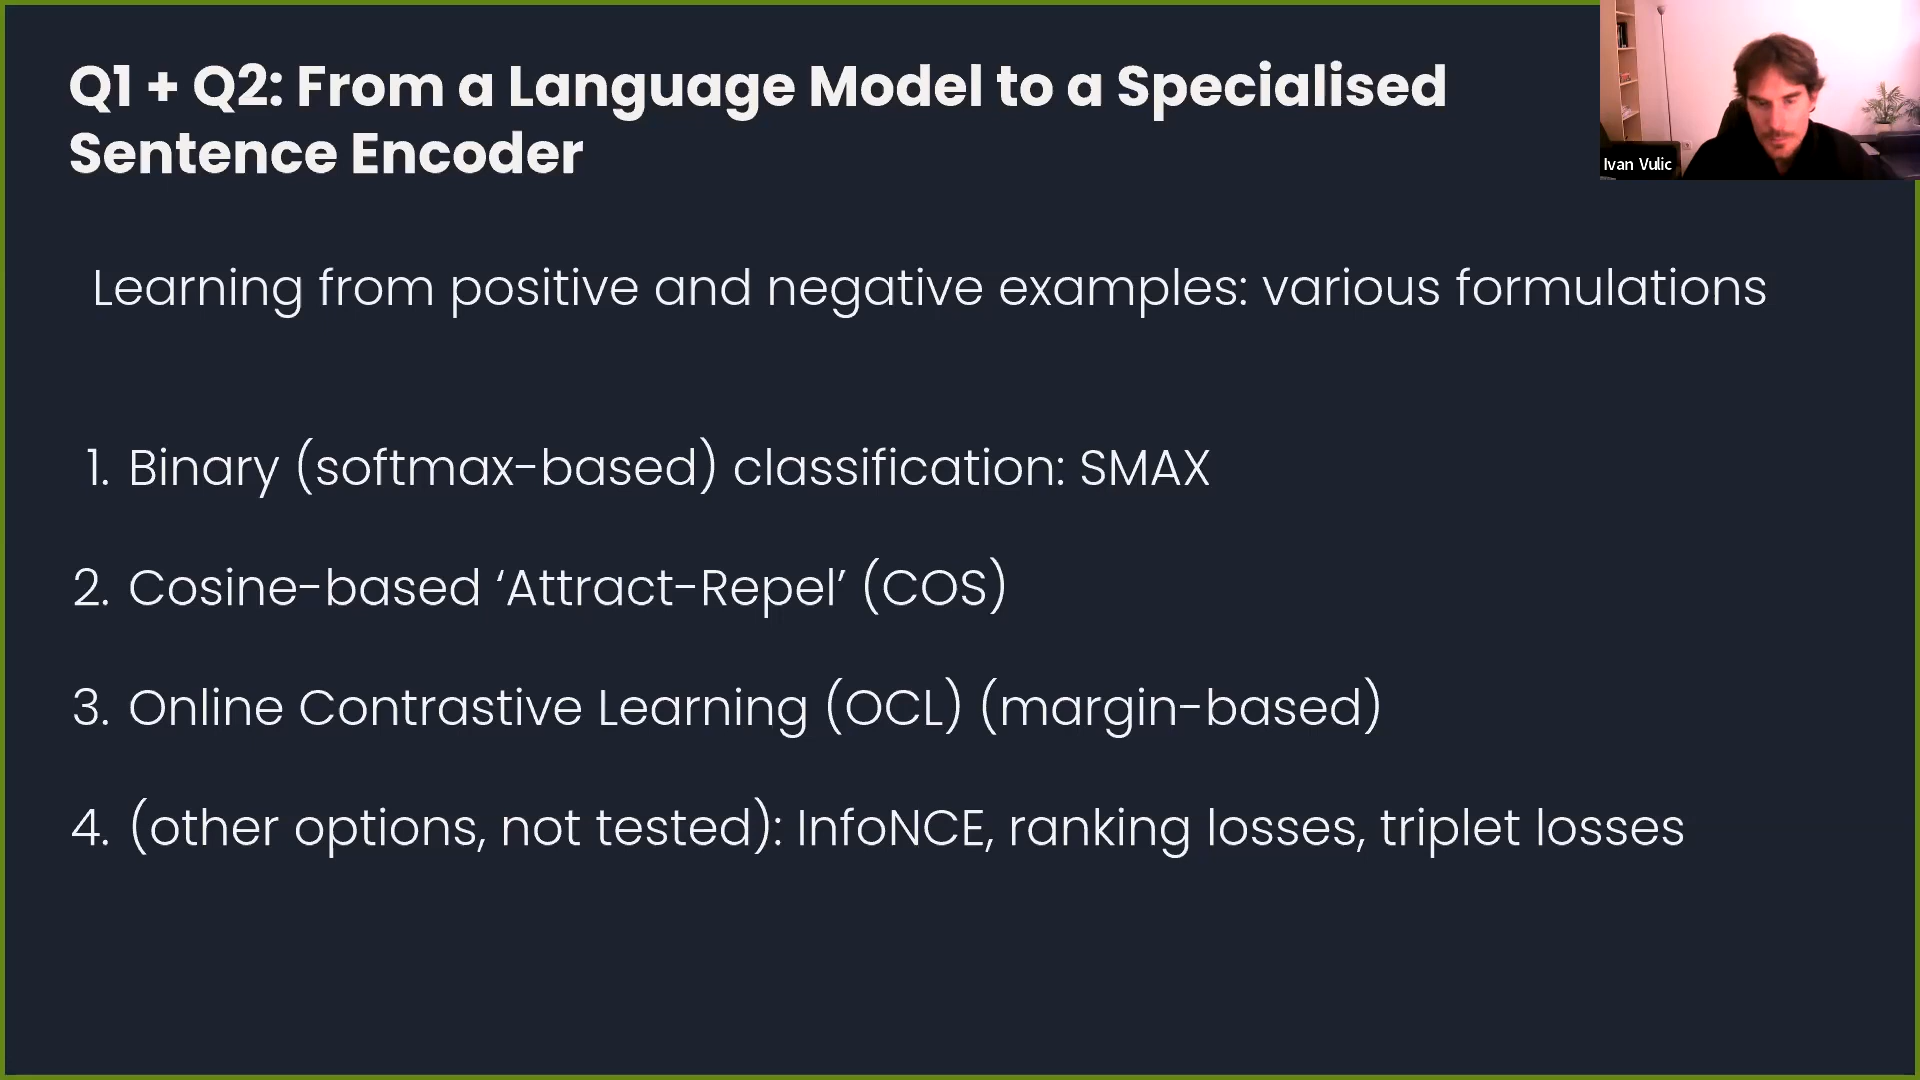 Q1 + Q2: From a Language Model to a Specialised
Sentence Encoder
Ivan Vulic
Learning from positive and negative examples: various formulations
1. Binary (softmax-based) classification: SMAX
2. Cosine-based ‘Attract-Repel’ (COS)
3. Online Contrastive Learning (OCL) (margin-based)
4. (other options, not tested): InfoNCE, ranking losses, triplet losses